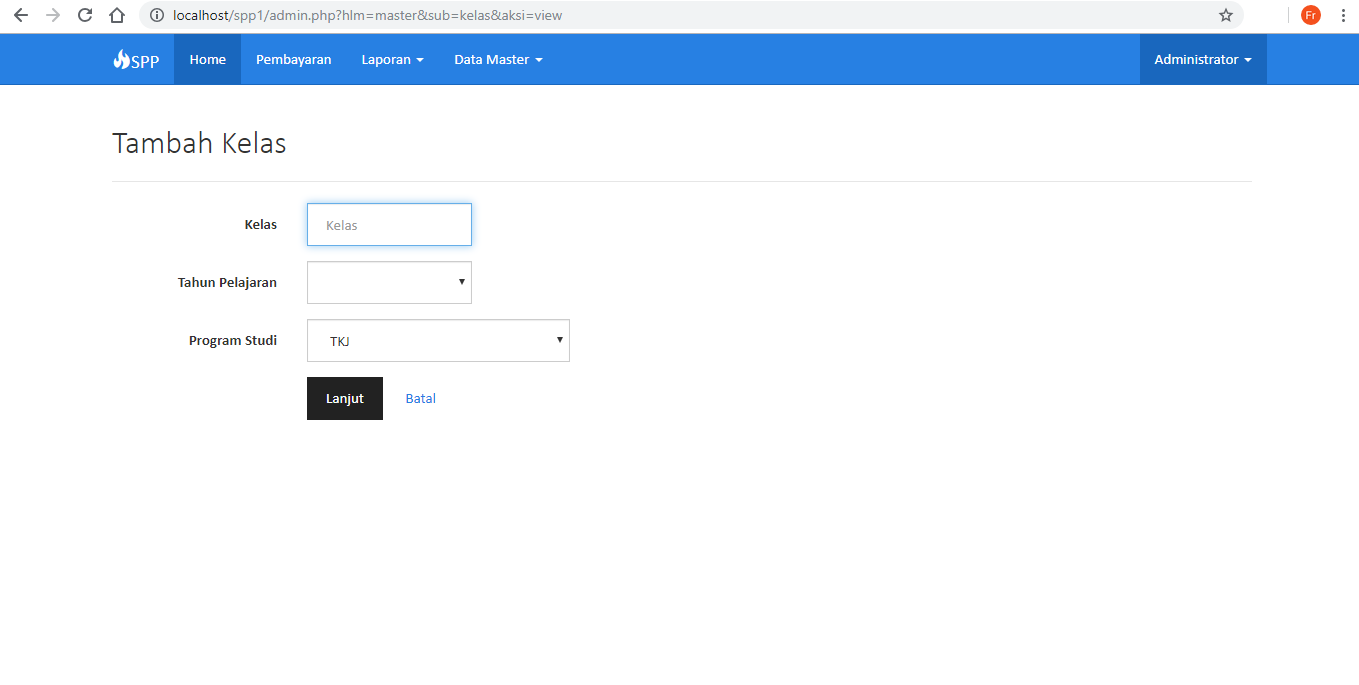 localhost/spp1/admin.php?hlm=master&sub=kelas&aksi=view
Fr
SPP Home Pembayaran Laporan Data Master Administrator
Tambah Kelas
Kelas Kelas
Tahun Pelajaran
Program Studi TKJ
Lanjut Batal